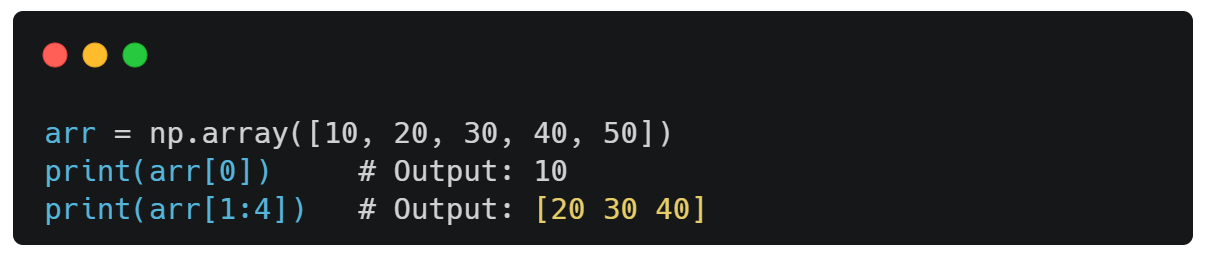 arr = np.array([10, 20, 30, 40, 50])
print(arr[0])     # Output: 10
print(arr[1:4])   # Output: [20 30 40]